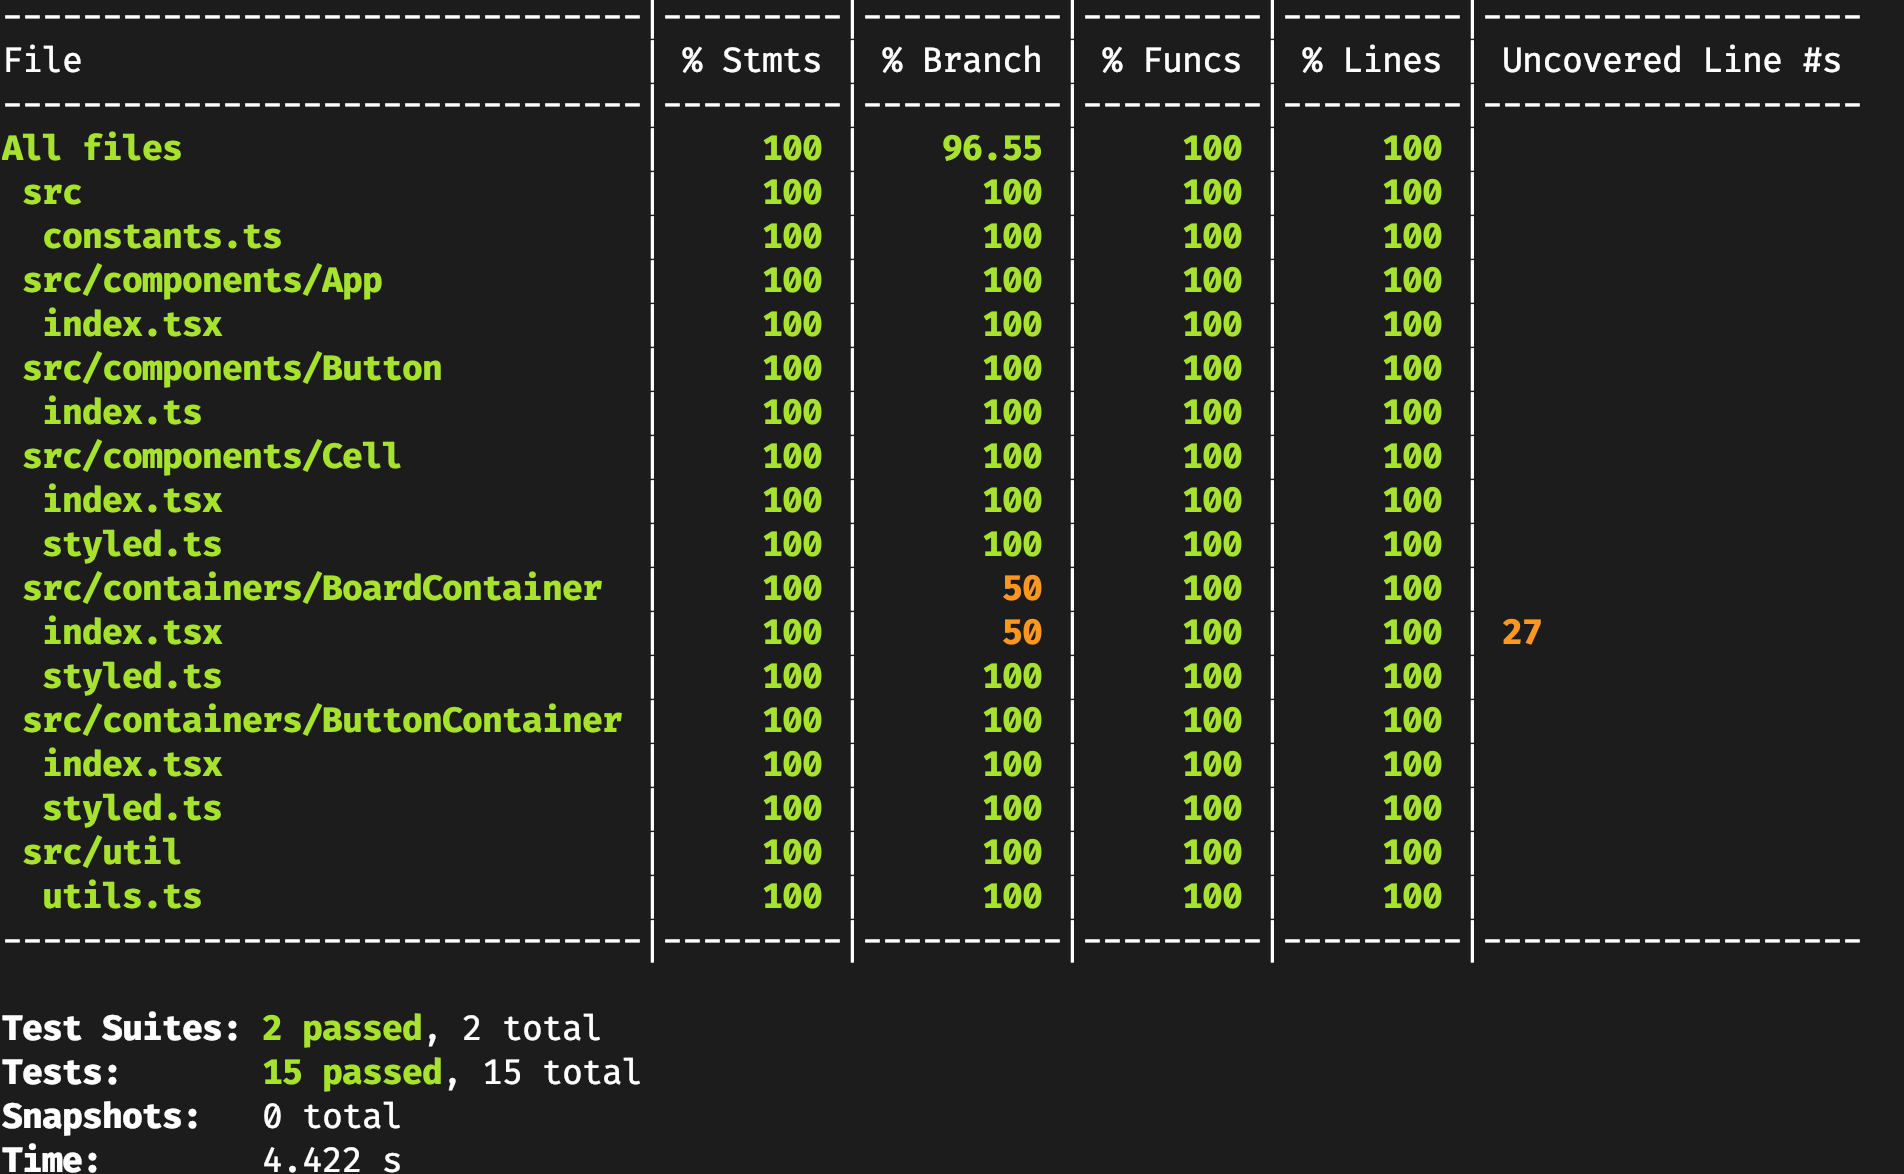 File | % Stmts | % Branch | % Funcs | % Lines | Uncovered Line #s
All files | 100 | 96.55 | 100 | 100 |
src | 100 | 100 | 100 | 100 |
constants.ts | 100 | 100 | 100 | 100 |
src/components/App | 100 | 100 | 100 | 100 |
index.tsx | 100 | 100 | 100 | 100 |
src/components/Button | 100 | 100 | 100 | 100 |
index.ts | 100 | 100 | 100 | 100 |
src/components/Cell | 100 | 100 | 100 | 100 |
index.tsx | 100 | 100 | 100 | 100 |
styled.ts | 100 | 100 | 100 | 100 |
src/containers/BoardContainer | 100 | 50 | 100 | 100 |
index.tsx | 100 | 50 | 100 | 100 | 27
styled.ts | 100 | 100 | 100 | 100 |
src/containers/ButtonContainer | 100 | 100 | 100 | 100 |
index.tsx | 100 | 100 | 100 | 100 |
styled.ts | 100 | 100 | 100 | 100 |
src/util | 100 | 100 | 100 | 100 |
utils.ts | 100 | 100 | 100 | 100 |
Test Suites: 2 passed, 2 total
Tests: 15 passed, 15 total
Snapshots: 0 total
Time: 4.422 s